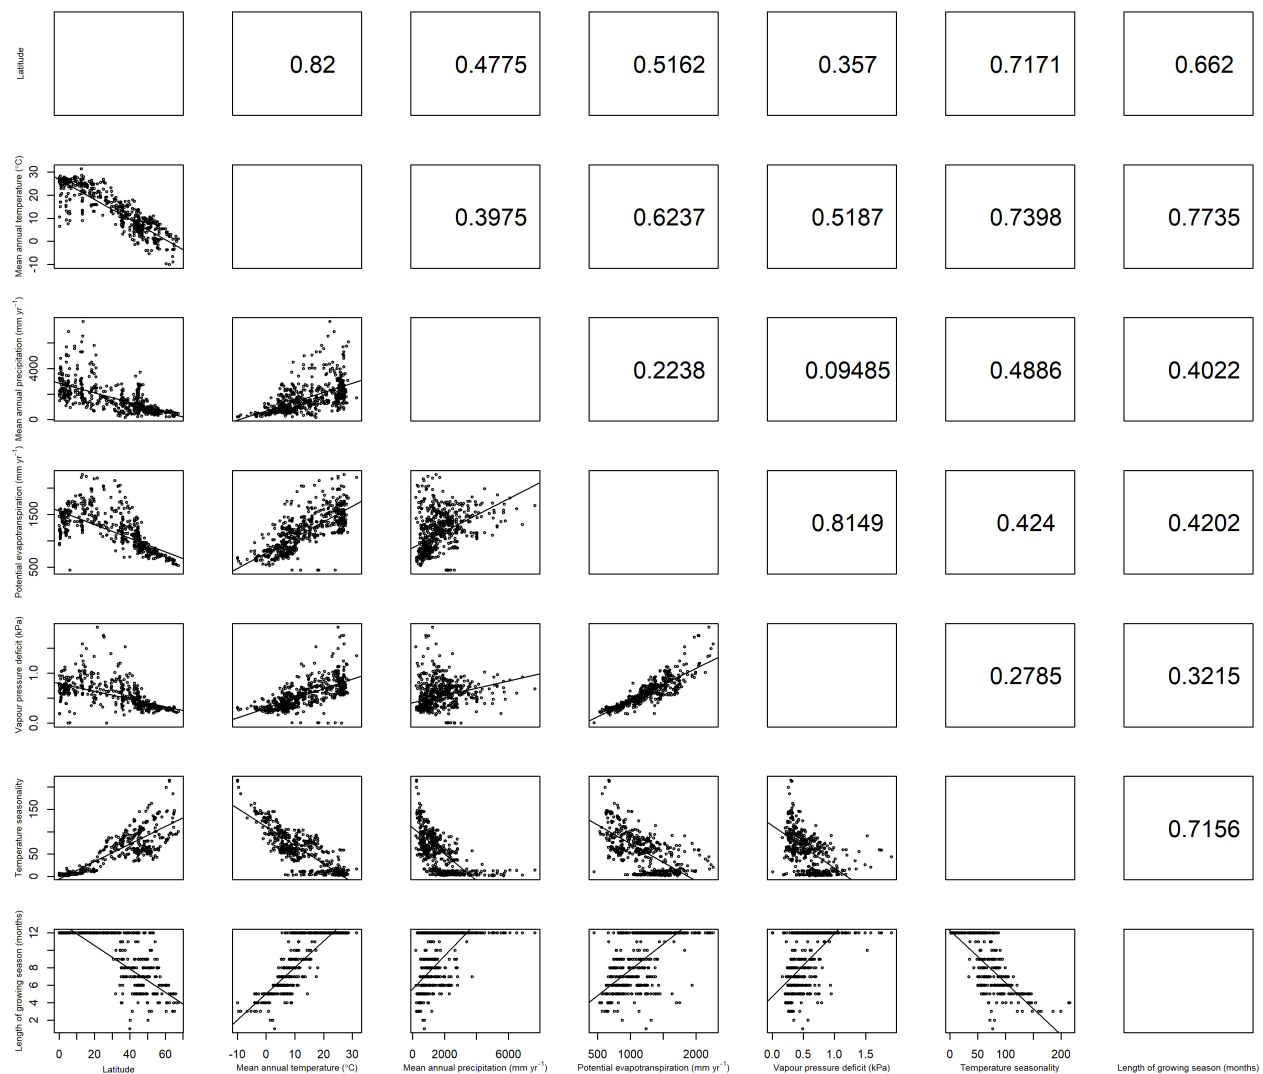 Latitude
0.82
0.4775
0.5162
0.357
0.7171
0.662
Mean annual temperature (°C)
-10 0 10 20 30
0.3975
0.6237
0.5187
0.7398
0.7735
Mean annual precipitation (mm yr⁻¹)
0 4000
0.2238
0.09485
0.4886
0.4022
Potential evapotranspiration (mm yr⁻¹)
500 1500
0.8149
0.424
0.4202
Vapour pressure deficit (kPa)
0.0 1.0
0.2785
0.3215
Temperature seasonality
0 50 150
0.7156
Length of growing season (months)
2 4 6 8 12
0 20 40 60
-10 0 10 20 30
0 2000 6000
500 1000 2000
0.0 0.5 1.0 1.5
0 50 100 200
Latitude
Mean annual temperature (°C)
Mean annual precipitation (mm yr⁻¹)
Potential evapotranspiration (mm yr⁻¹)
Vapour pressure deficit (kPa)
Temperature seasonality
Length of growing season (months)